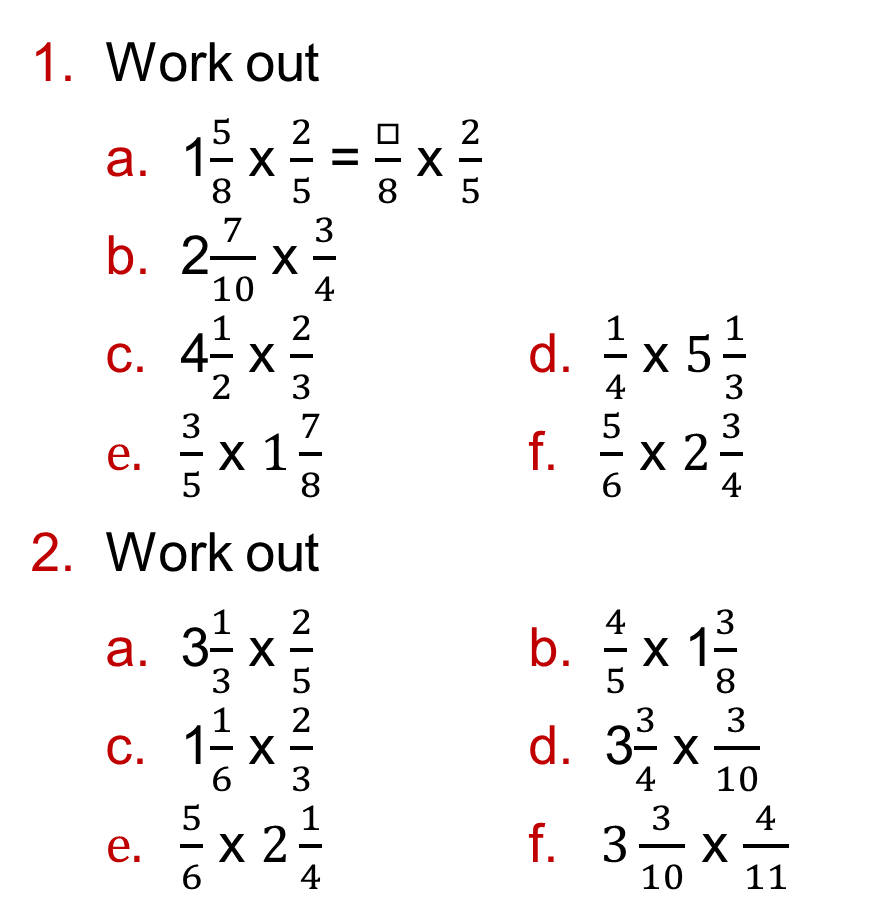 1. Work out
a. 1 5/8 x 2/5 = □/8 x 2/5
b. 2 7/10 x 3/4
c. 4 1/2 x 2/3 d. 1/4 x 5 1/3
e. 3/5 x 1 7/8 f. 5/6 x 2 3/4
2. Work out
a. 3 1/3 x 2/5 b. 4/5 x 1 3/8
c. 1 1/6 x 2/3 d. 3 3/4 x 3/10
e. 5/6 x 2 1/4 f. 3 3/10 x 4/11